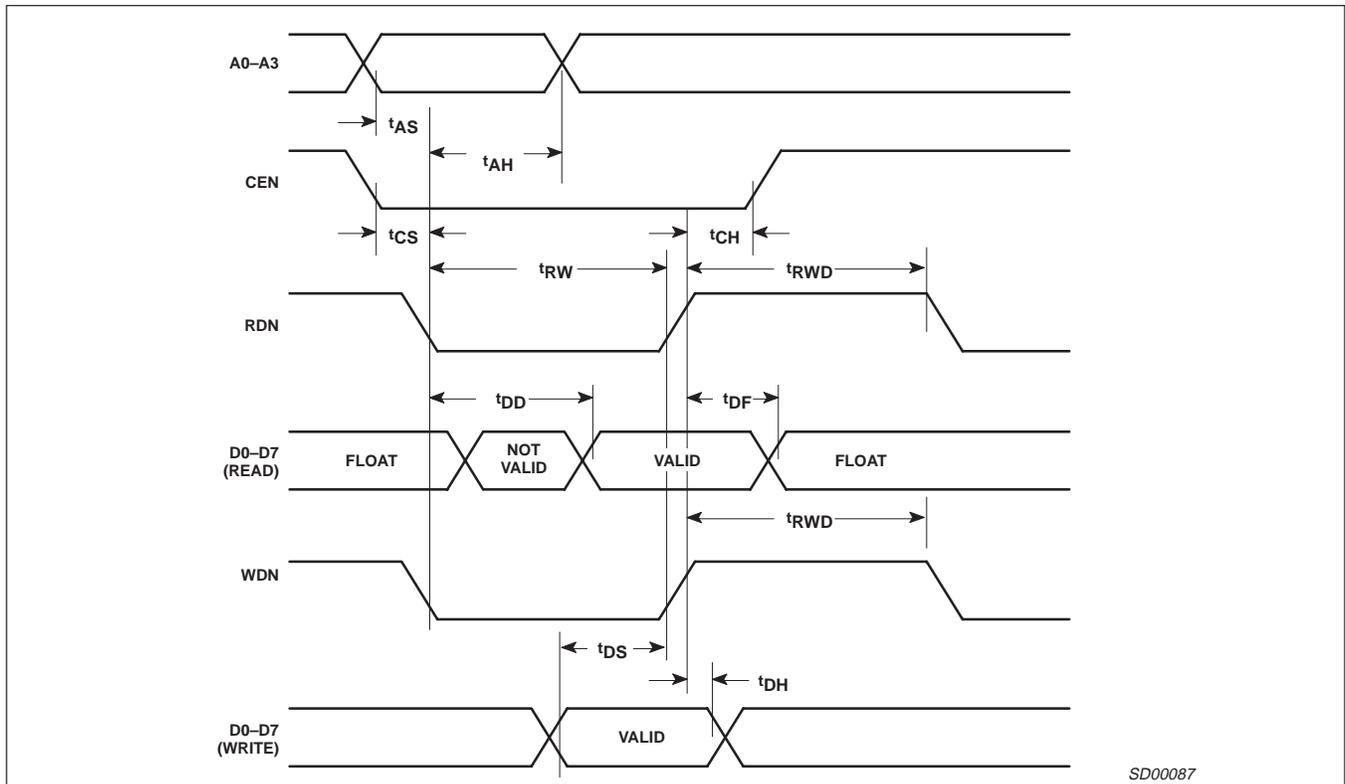 A0–A3
tAS
tAH
CEN
tCS
tCH
tRW
tRWD
RDN
tDD
tDF
D0–D7
(READ)
FLOAT
NOT
VALID
VALID
FLOAT
tRWD
WDN
tDS
tDH
D0–D7
(WRITE)
VALID
SD00087